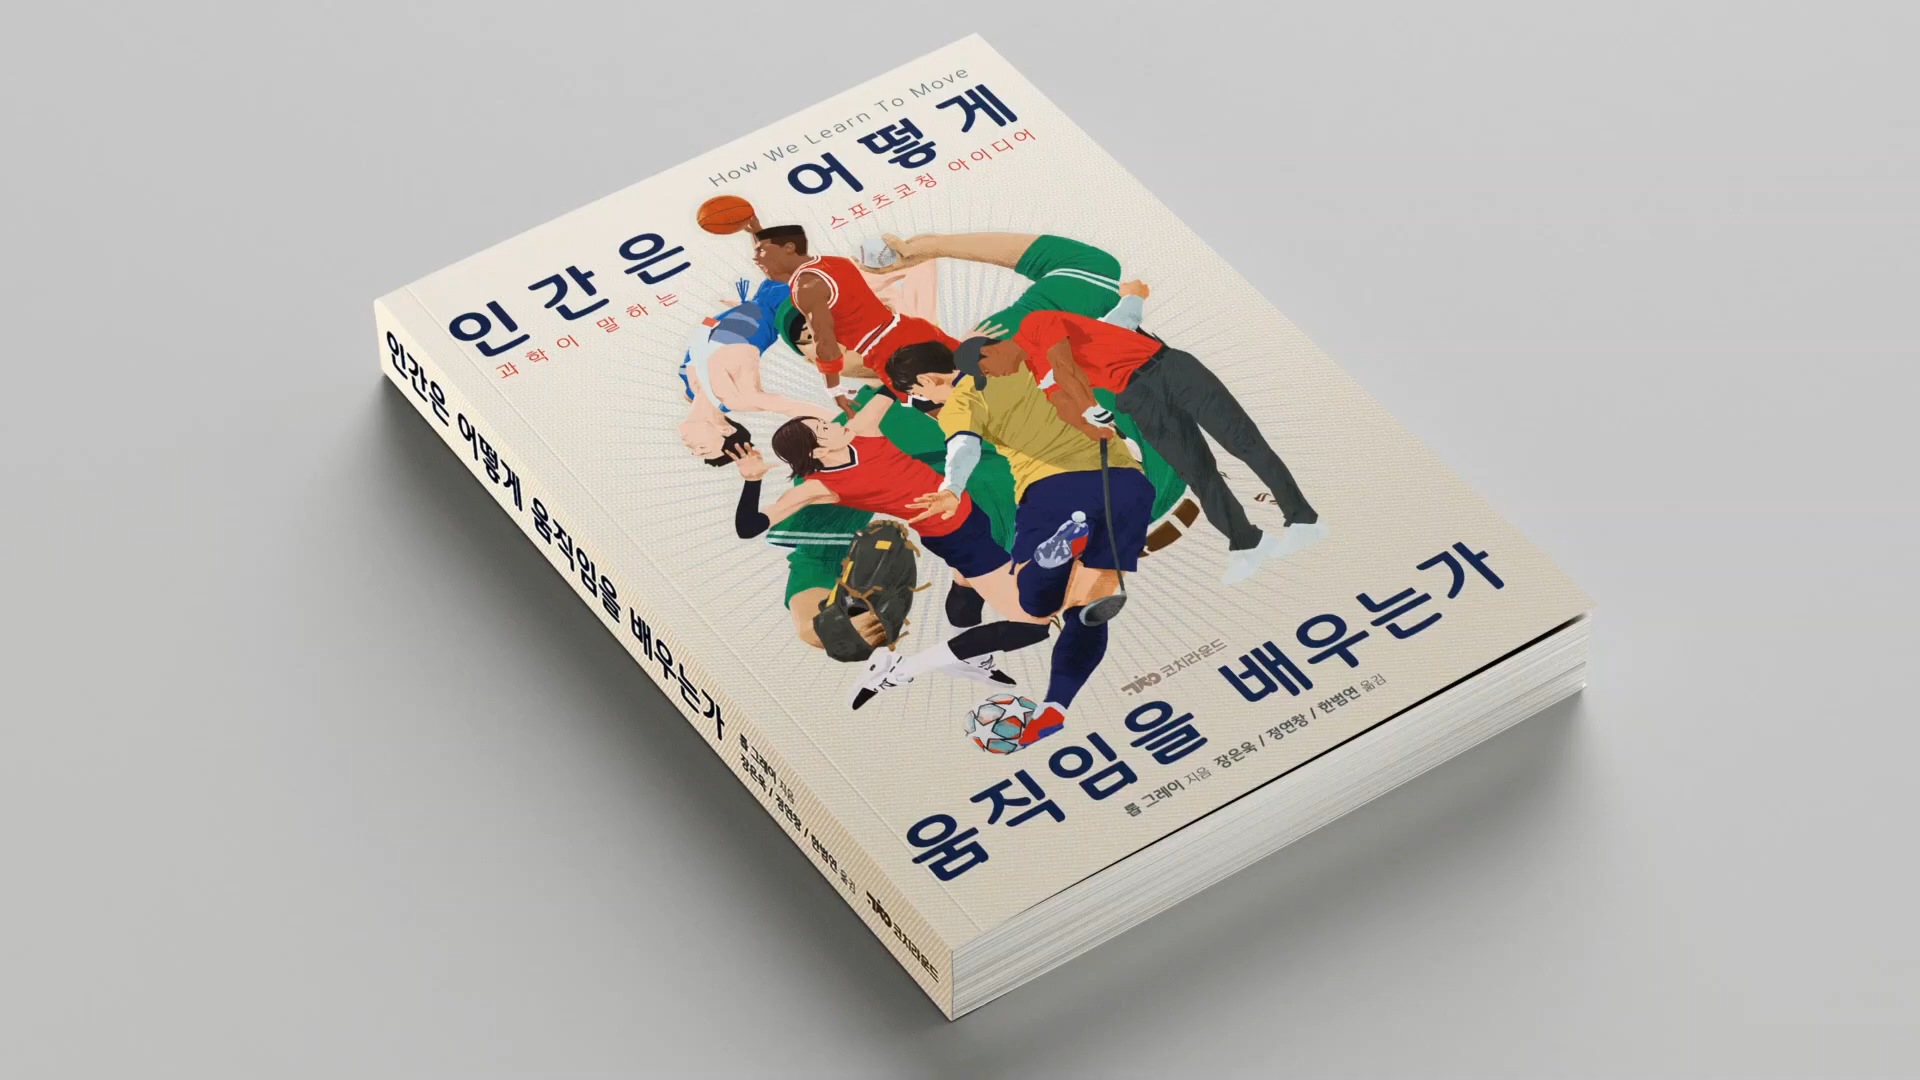 How We Learn To Move
인간은 어떻게
과학이 말하는 스포츠코칭 아이디어
코치라운드
움직임을 배우는가
롭 그레이 지음 장은욱 / 정연창 / 한범연 옮김
인간은 어떻게 움직임을 배우는가
롭 그레이 지음
장은욱 / 정연창 / 한범연 옮김
코치라운드